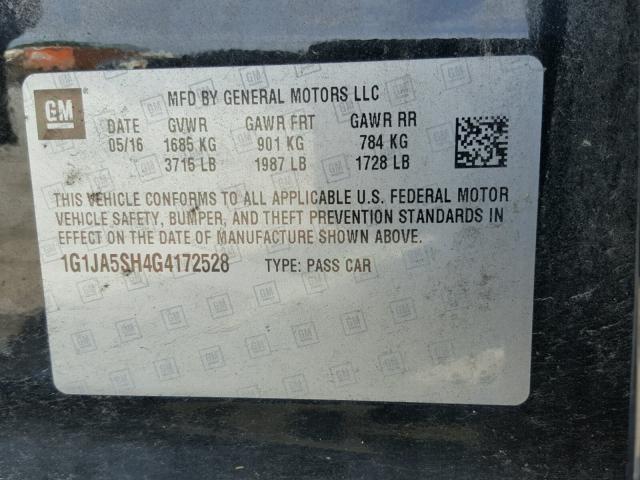 GM MFD BY GENERAL MOTORS LLC
DATE GVWR GAWR FRT GAWR RR
05/16 1685 KG 901 KG 784 KG
3715 LB 1987 LB 1728 LB
THIS VEHICLE CONFORMS TO ALL APPLICABLE U.S. FEDERAL MOTOR
VEHICLE SAFETY, BUMPER, AND THEFT PREVENTION STANDARDS IN
EFFECT ON THE DATE OF MANUFACTURE SHOWN ABOVE.
1G1JA5SH4G4172528 TYPE: PASS CAR